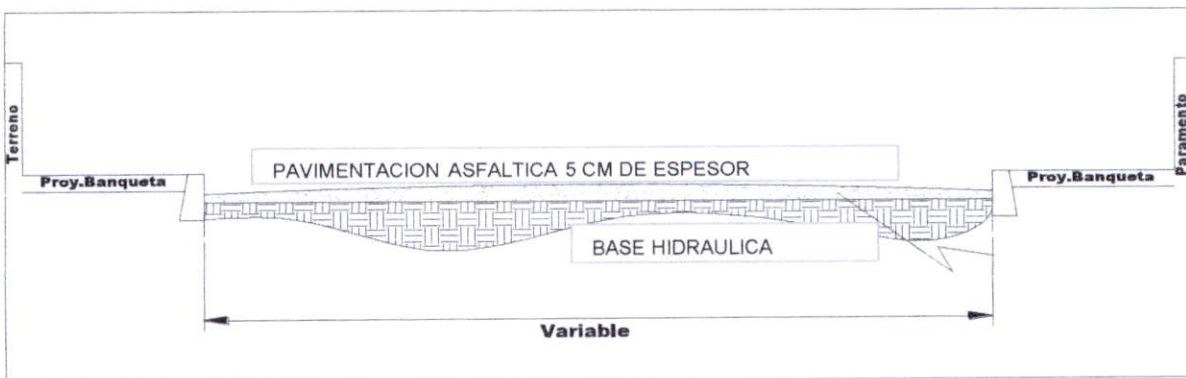 Terreno
Paramento
PAVIMENTACION ASFALTICA 5 CM DE ESPESOR
Proy.Banqueta
Proy.Banqueta
BASE HIDRAULICA
Variable